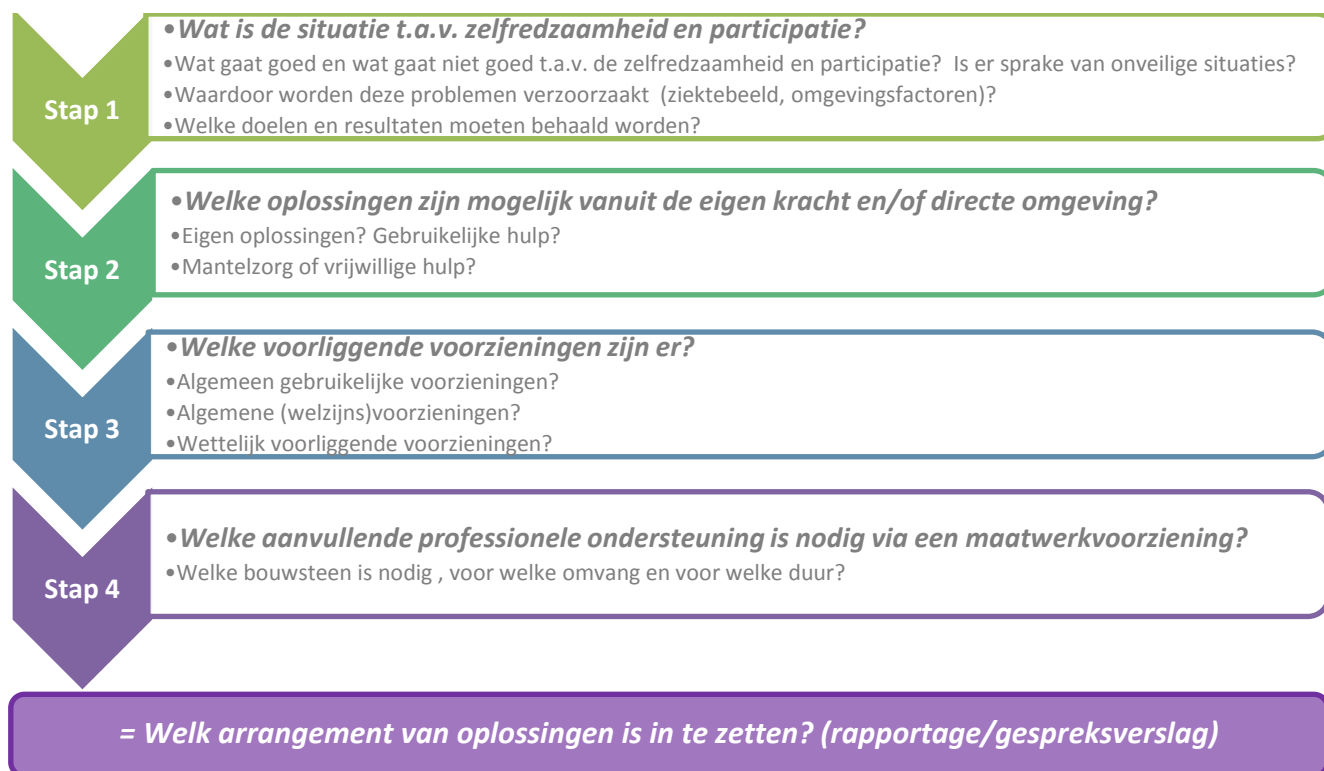 Stap 1
•Wat is de situatie t.a.v. zelfredzaamheid en participatie?
•Wat gaat goed en wat gaat niet goed t.a.v. de zelfredzaamheid en participatie?  Is er sprake van onveilige situaties?
•Waardoor worden deze problemen verzoorzaakt  (ziektebeeld, omgevingsfactoren)?
•Welke doelen en resultaten moeten behaald worden?
Stap 2
•Welke oplossingen zijn mogelijk vanuit de eigen kracht en/of directe omgeving?
•Eigen oplossingen? Gebruikelijke hulp?
•Mantelzorg of vrijwillige hulp?
Stap 3
•Welke voorliggende voorzieningen zijn er?
•Algemeen gebruikelijke voorzieningen?
•Algemene (welzijns)voorzieningen?
•Wettelijk voorliggende voorzieningen?
Stap 4
•Welke aanvullende professionele ondersteuning is nodig via een maatwerkvoorziening?
•Welke bouwsteen is nodig , voor welke omvang en voor welke duur?
= Welk arrangement van oplossingen is in te zetten? (rapportage/gespreksverslag)